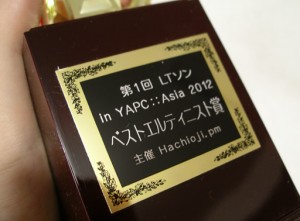 第1回 LTソン
in YAPC::Asia 2012
ベストエルティニスト賞
主催 Hachioji.pm